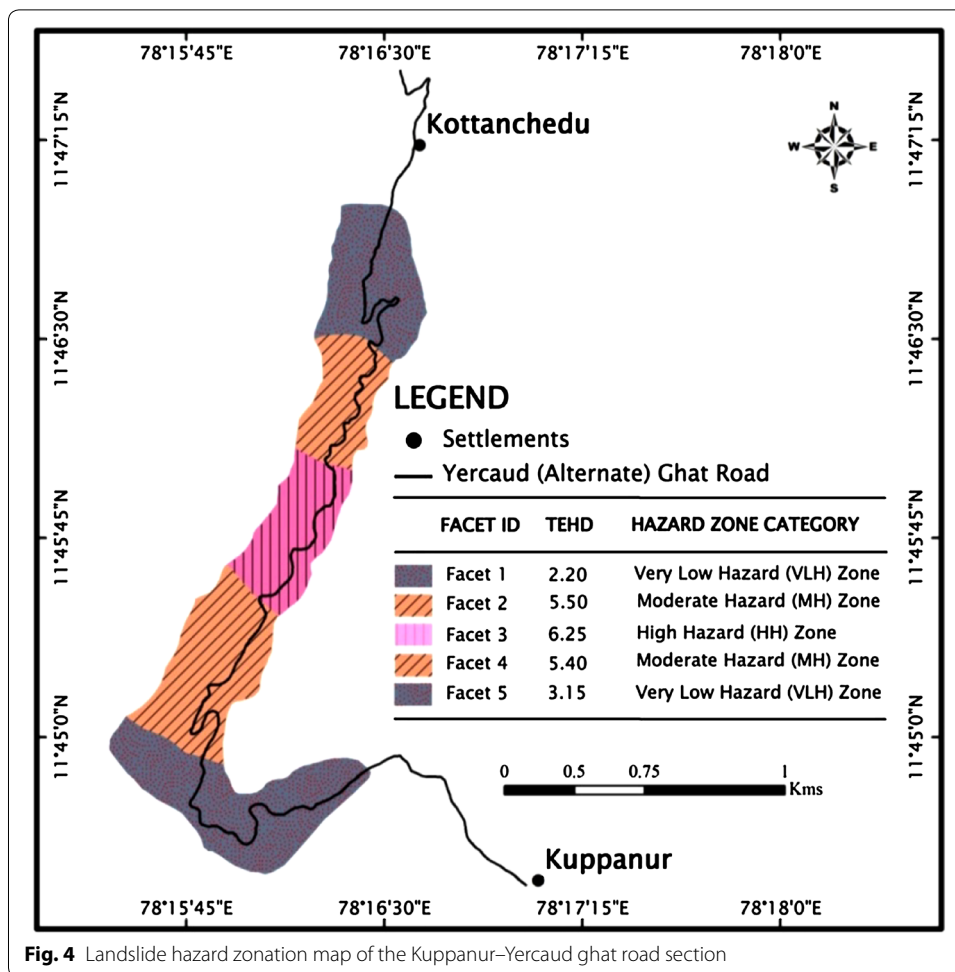 78°15'45"E 78°16'30"E 78°17'15"E 78°18'0"E
11°47'15"N
11°47'15"N
Kottanchedu
N
W E
S
11°46'30"N
11°46'30"N
LEGEND
Settlements
Yercaud (Alternate) Ghat Road
FACET ID TEHD HAZARD ZONE CATEGORY
Facet 1 2.20 Very Low Hazard (VLH) Zone
Facet 2 5.50 Moderate Hazard (MH) Zone
Facet 3 6.25 High Hazard (HH) Zone
Facet 4 5.40 Moderate Hazard (MH) Zone
Facet 5 3.15 Very Low Hazard (VLH) Zone
11°45'45"N
11°45'45"N
11°45'0"N
11°45'0"N
0 0.5 0.75 1
Kms
Kuppanur
78°15'45"E 78°16'30"E 78°17'15"E 78°18'0"E
Fig. 4 Landslide hazard zonation map of the Kuppanur–Yercaud ghat road section